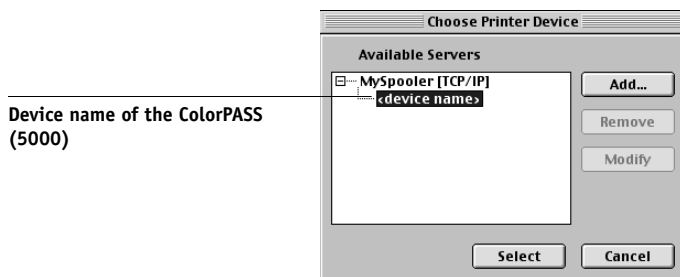 Choose Printer Device
Available Servers
MySpooler [TCP/IP]
<device name>
Add...
Remove
Modify
Select
Cancel
Device name of the ColorPASS
(5000)